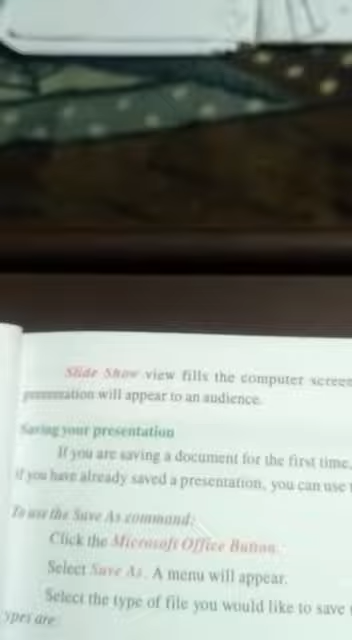 Slide Show view fills the computer screen
presentation will appear to an audience.
Saving your presentation
If you are saving a document for the first time,
if you have already saved a presentation, you can use
To use the Save As command:
Click the Microsoft Office Button.
Select Save As. A menu will appear.
Select the type of file you would like to save
ypes are